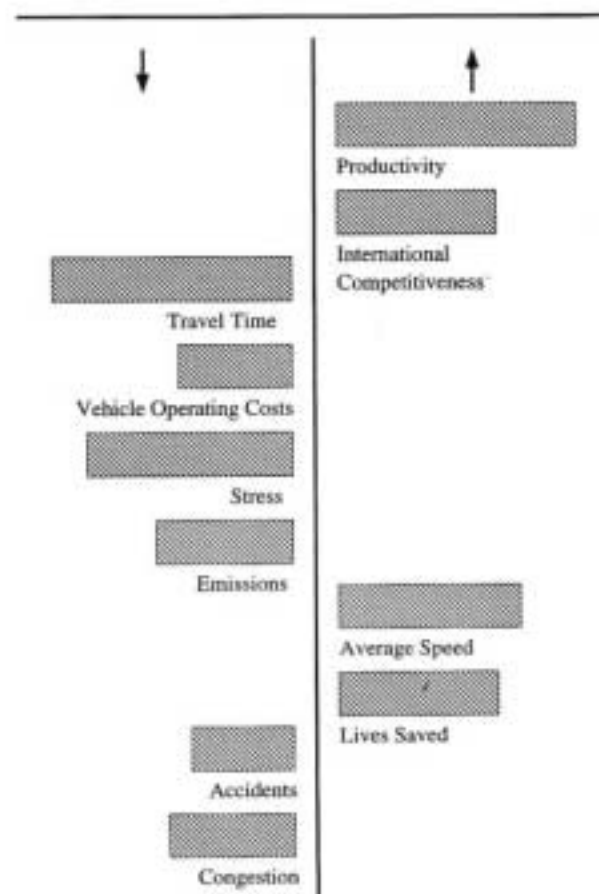 Productivity
International
Competitiveness
Travel Time
Vehicle Operating Costs
Stress
Emissions
Average Speed
Lives Saved
Accidents
Congestion